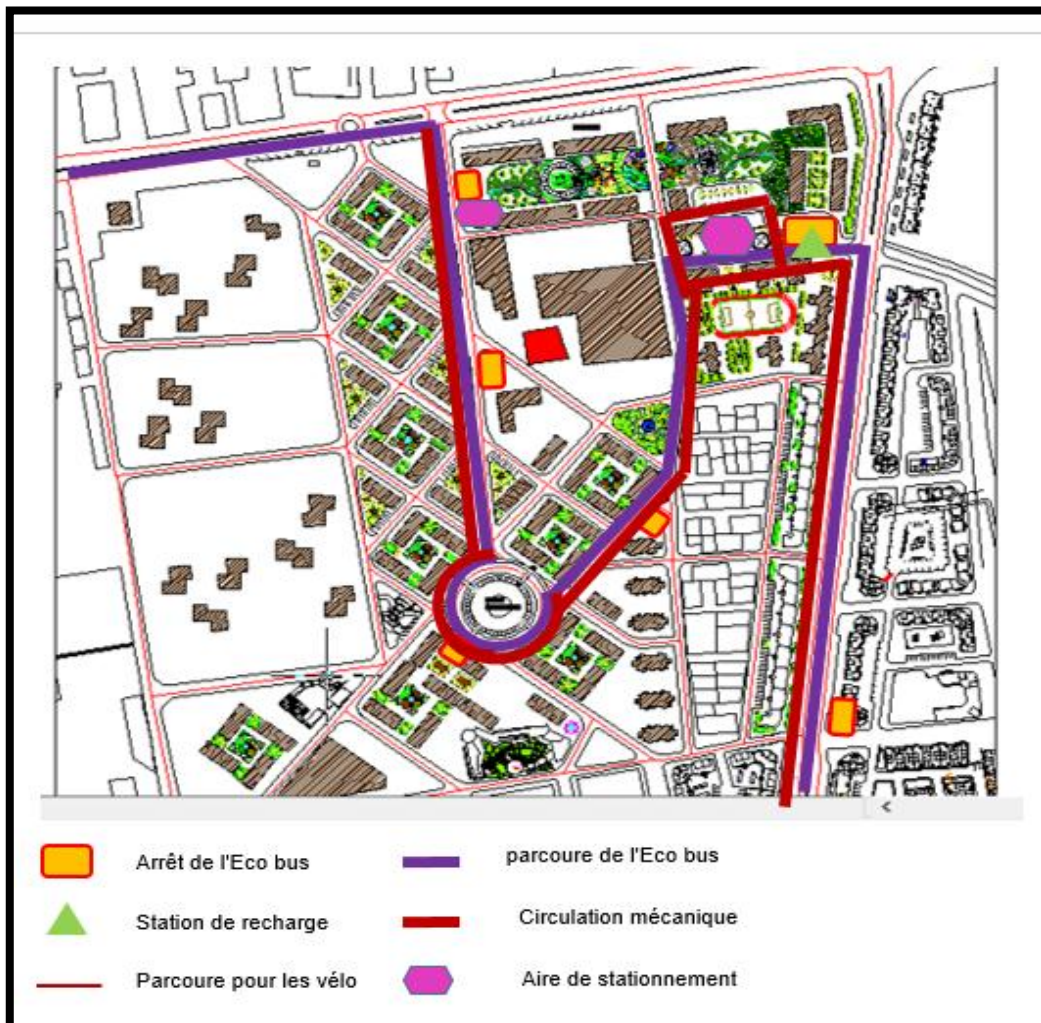 Arrêt de l'Eco bus
parcoure de l'Eco bus
Station de recharge
Circulation mécanique
Parcoure pour les vélo
Aire de stationnement